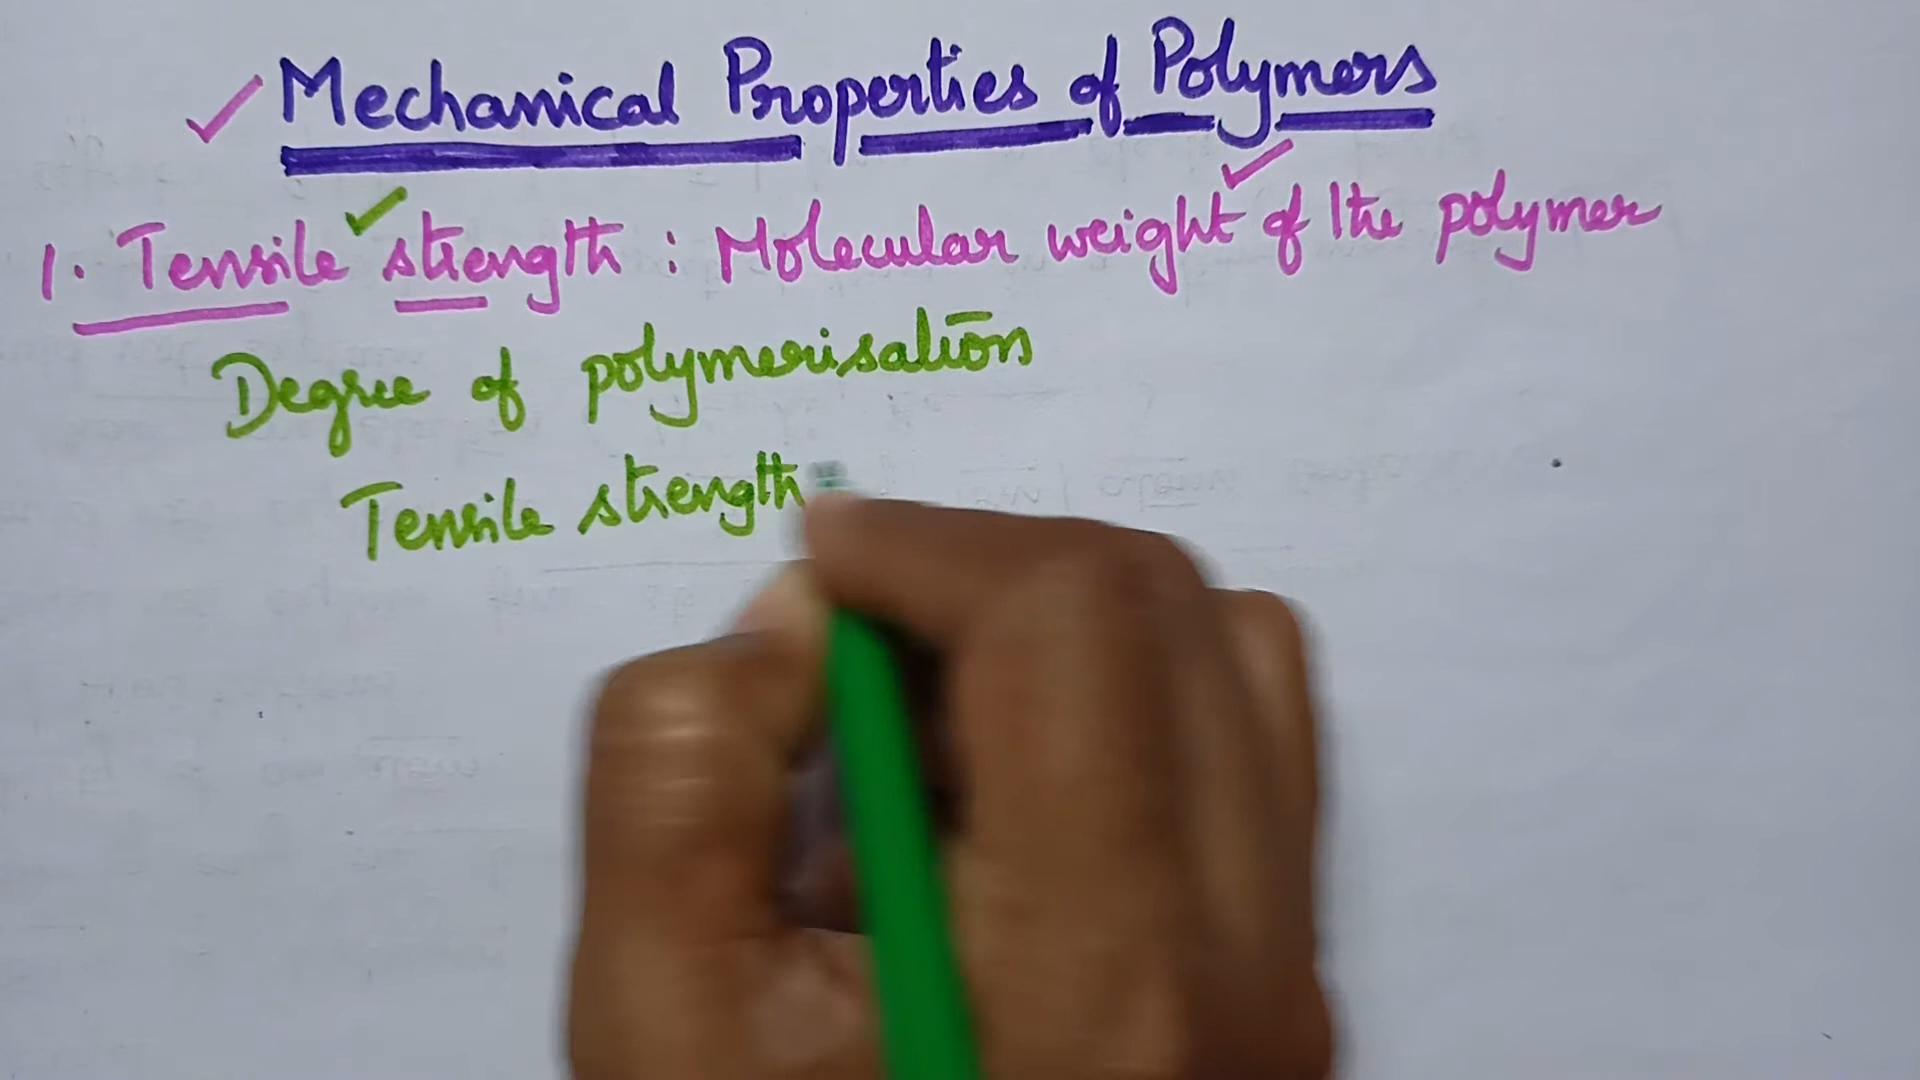 Mechanical Properties of Polymers
1. Tensile strength : Molecular weight of the polymer
Degree of polymerisation
Tensile strength